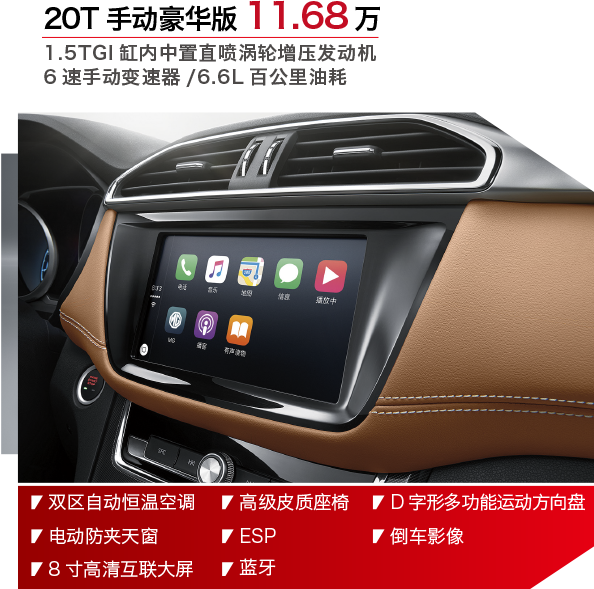 20T 手动豪华版 11.68 万
1.5TGI 缸内中置直喷涡轮增压发动机
6 速手动变速器 /6.6L 百公里油耗
电话
音乐
地图
信息
播放中
MG
播客
有声读物
双区自动恒温空调
高级皮质座椅
D 字形多功能运动方向盘
电动防夹天窗
ESP
倒车影像
8 寸高清互联大屏
蓝牙